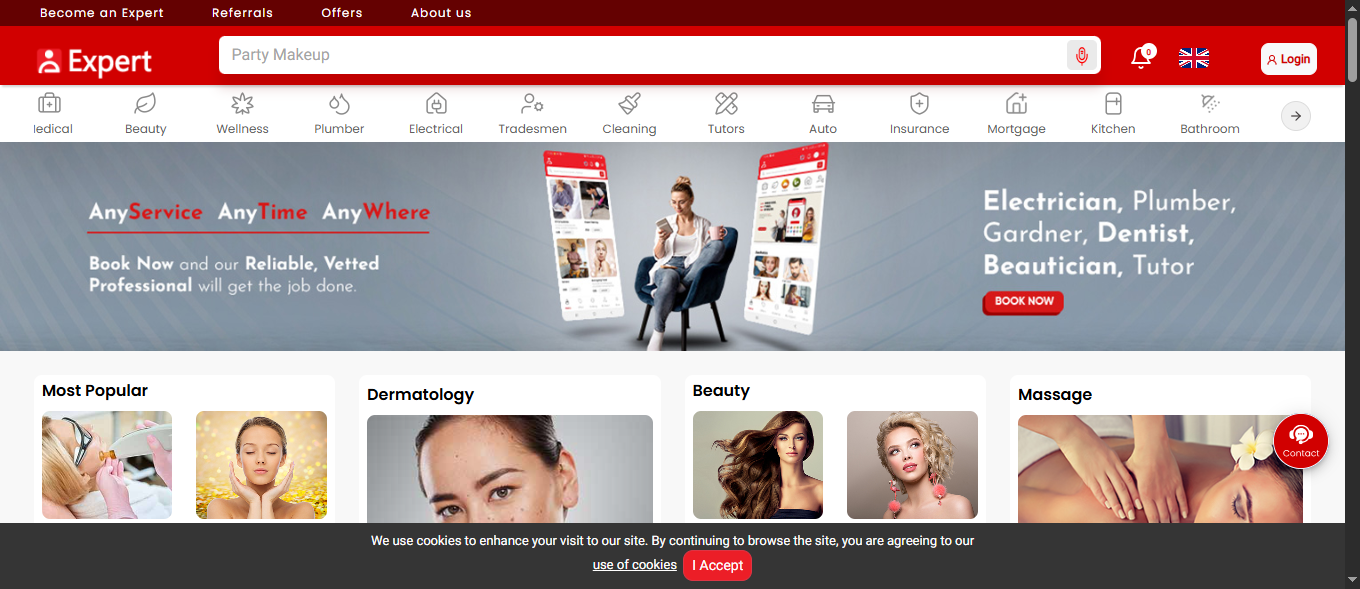 Become an Expert Referrals Offers About us
Expert Party Makeup 0 Login
ledical Beauty Wellness Plumber Electrical Tradesmen Cleaning Tutors Auto Insurance Mortgage Kitchen Bathroom
AnyService AnyTime AnyWhere
Book Now and our Reliable, Vetted
Professional will get the job done.
Electrician, Plumber,
Gardner, Dentist,
Beautician, Tutor
BOOK NOW
Most Popular
Dermatology
Beauty
Massage
Contact
We use cookies to enhance your visit to our site. By continuing to browse the site, you are agreeing to our
use of cookies I Accept